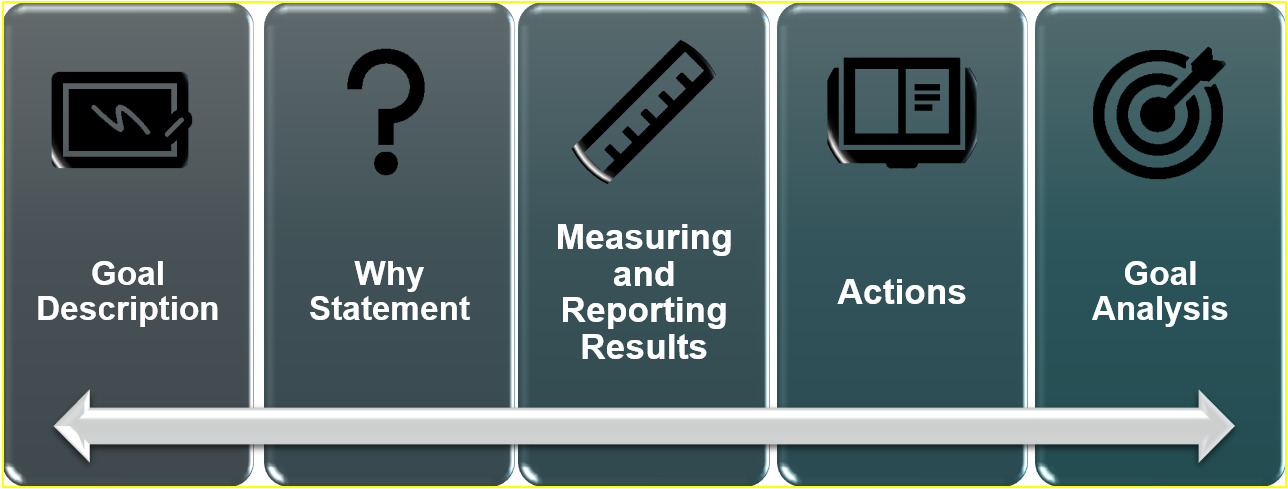 Goal
Description
Why
Statement
Measuring
and
Reporting
Results
Actions
Goal
Analysis